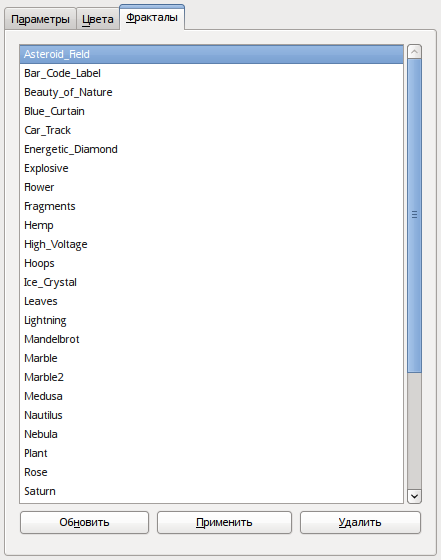 Параметры Цвета Фракталы
Asteroid_Field
Bar_Code_Label
Beauty_of_Nature
Blue_Curtain
Car_Track
Energetic_Diamond
Explosive
Flower
Fragments
Hemp
High_Voltage
Hoops
Ice_Crystal
Leaves
Lightning
Mandelbrot
Marble
Marble2
Medusa
Nautilus
Nebula
Plant
Rose
Saturn
Обновить Применить Удалить